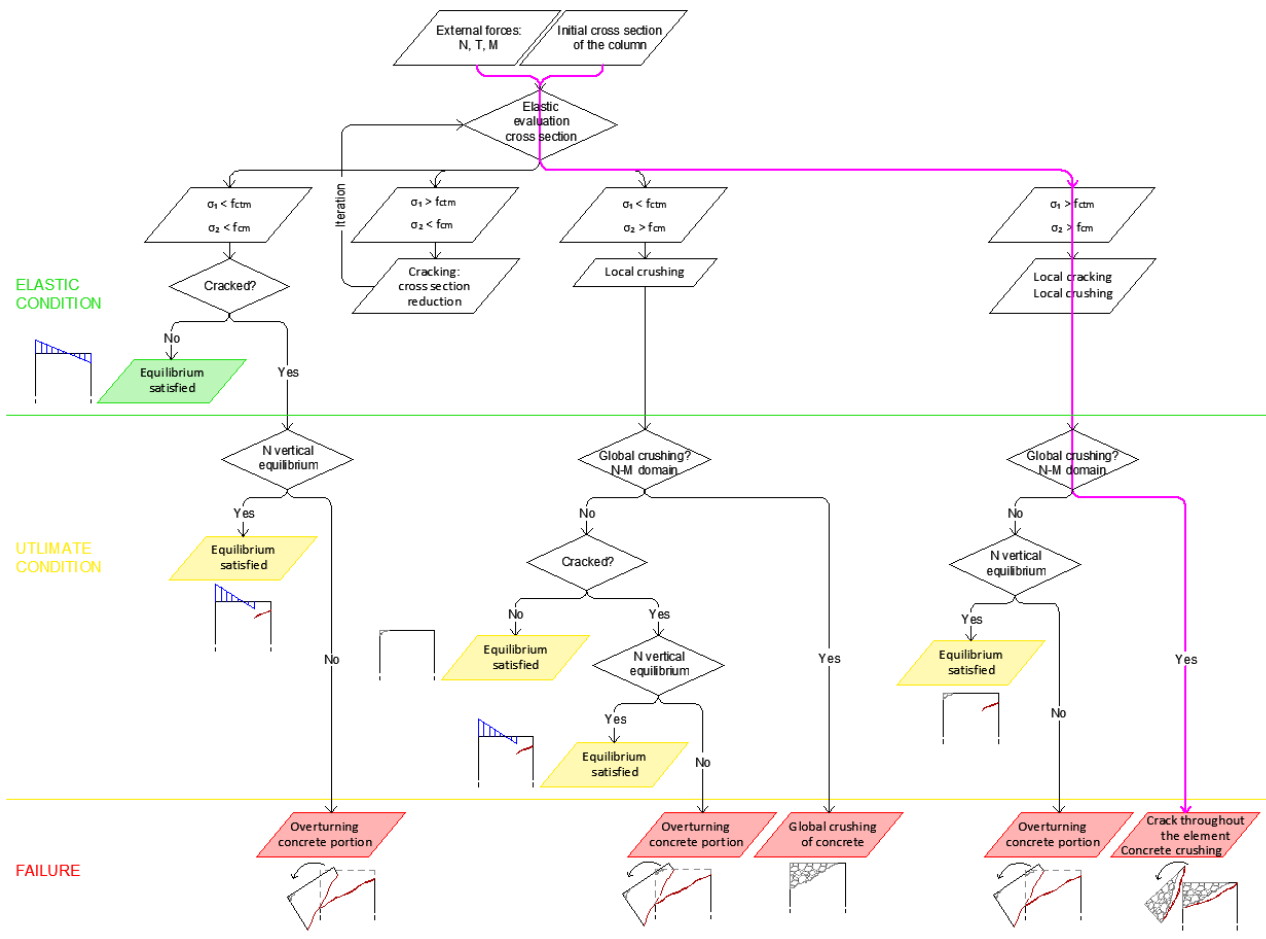 External forces:
N, T, M
Initial cross section
of the column
Elastic
evaluation
cross section
Iteration
σ₁ < fctm
σ₂ < fcm
σ₁ > fctm
σ₂ < fcm
σ₁ < fctm
σ₂ > fcm
σ₁ > fctm
σ₂ > fcm
Cracked?
Cracking:
cross section
reduction
Local crushing
Local cracking
Local crushing
ELASTIC
CONDITION
No
Equilibrium
satisfied
Yes
N vertical
equilibrium
Global crushing?
N-M domain
Global crushing?
N-M domain
Yes
No
No
UTLIMATE
CONDITION
Equilibrium
satisfied
Cracked?
N vertical
equilibrium
No
Yes
Yes
Equilibrium
satisfied
N vertical
equilibrium
Equilibrium
satisfied
No
Yes
Yes
Yes
No
Equilibrium
satisfied
No
Overturning
concrete portion
Overturning
concrete portion
Global crushing
of concrete
Overturning
concrete portion
Crack throughout
the element
Concrete crushing
FAILURE